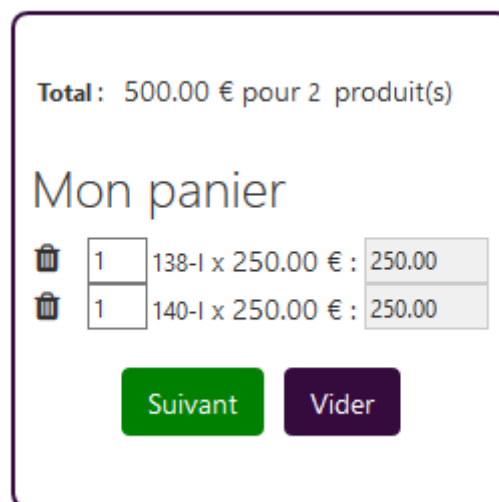 Total : 500.00 € pour 2 produit(s)
Mon panier
1 138-I x 250.00 € : 250.00
1 140-I x 250.00 € : 250.00
Suivant Vider